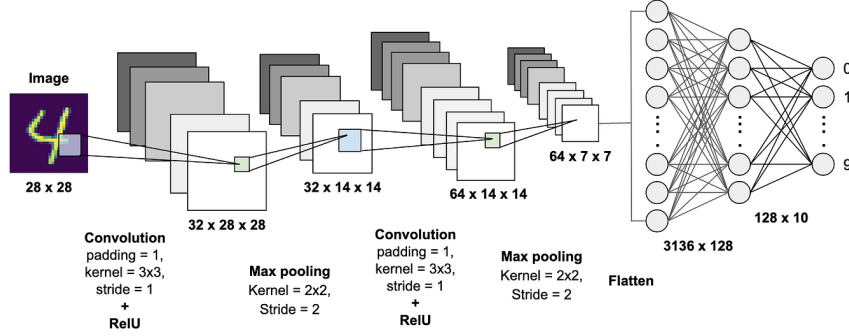 Image
28 x 28
32 x 28 x 28
Convolution
padding = 1,
kernel = 3x3,
stride = 1
+
RelU
32 x 14 x 14
Max pooling
Kernel = 2x2,
Stride = 2
64 x 14 x 14
Convolution
padding = 1,
kernel = 3x3,
stride = 1
+
RelU
64 x 7 x 7
Max pooling
Kernel = 2x2,
Stride = 2
Flatten
3136 x 128
128 x 10
0
1
9